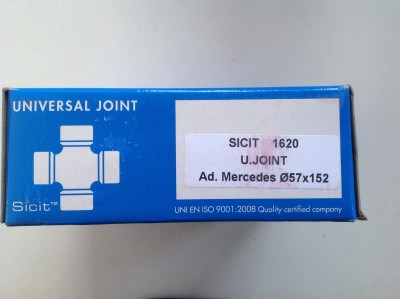 UNIVERSAL JOINT
SICIT 1620
U.JOINT
Ad. Mercedes Ø57x152
Sicit™
UNI EN ISO 9001:2008 Quality certified company